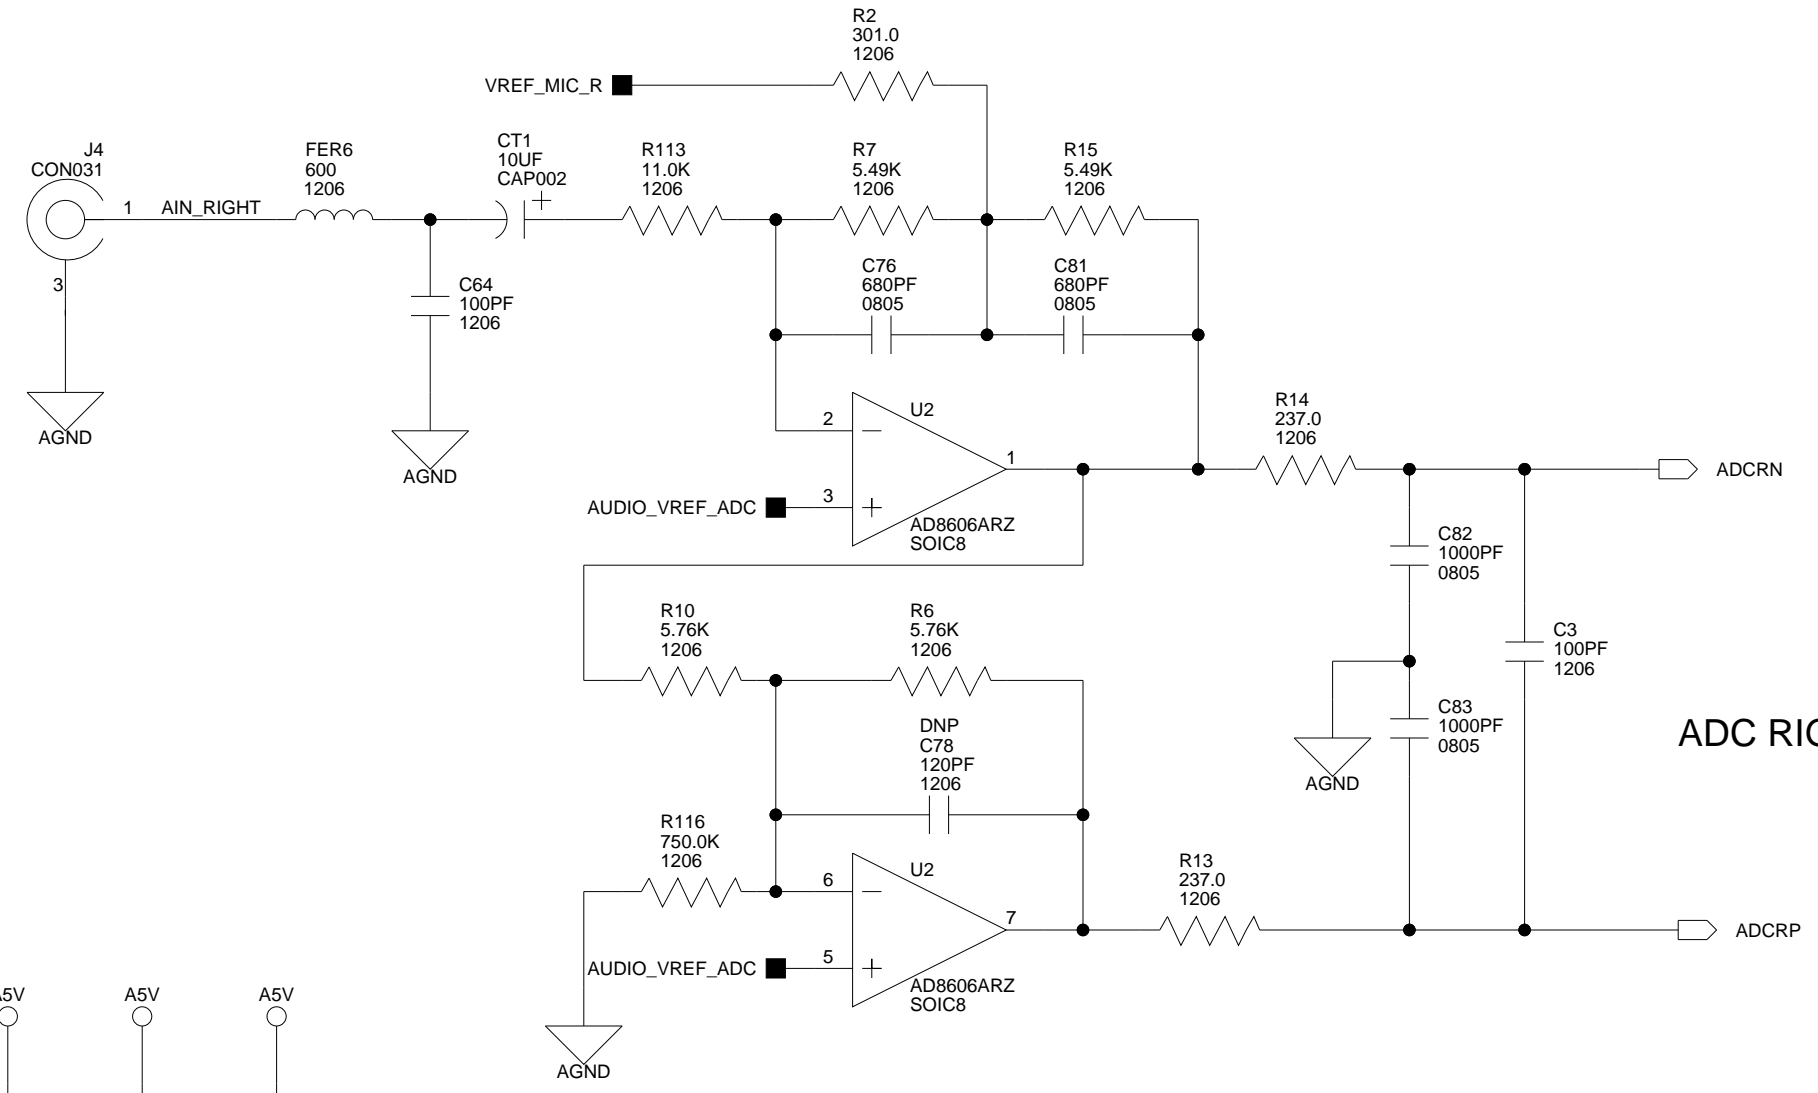 R2
301.0
1206
VREF_MIC_R
J4
CON031
1
AIN_RIGHT
3
AGND
FER6
600
1206
CT1
10UF
CAP002
+
C64
100PF
1206
AGND
R113
11.0K
1206
R7
5.49K
1206
R15
5.49K
1206
C76
680PF
0805
C81
680PF
0805
U2
2
1
3
AUDIO_VREF_ADC
AD8606ARZ
SOIC8
R14
237.0
1206
ADCRN
C82
1000PF
0805
C3
100PF
1206
C83
1000PF
0805
AGND
ADC RIG
R10
5.76K
1206
R6
5.76K
1206
DNP
C78
120PF
1206
R116
750.0K
1206
AGND
U2
6
7
5
AUDIO_VREF_ADC
AD8606ARZ
SOIC8
R13
237.0
1206
ADCRP
A5V
A5V
A5V